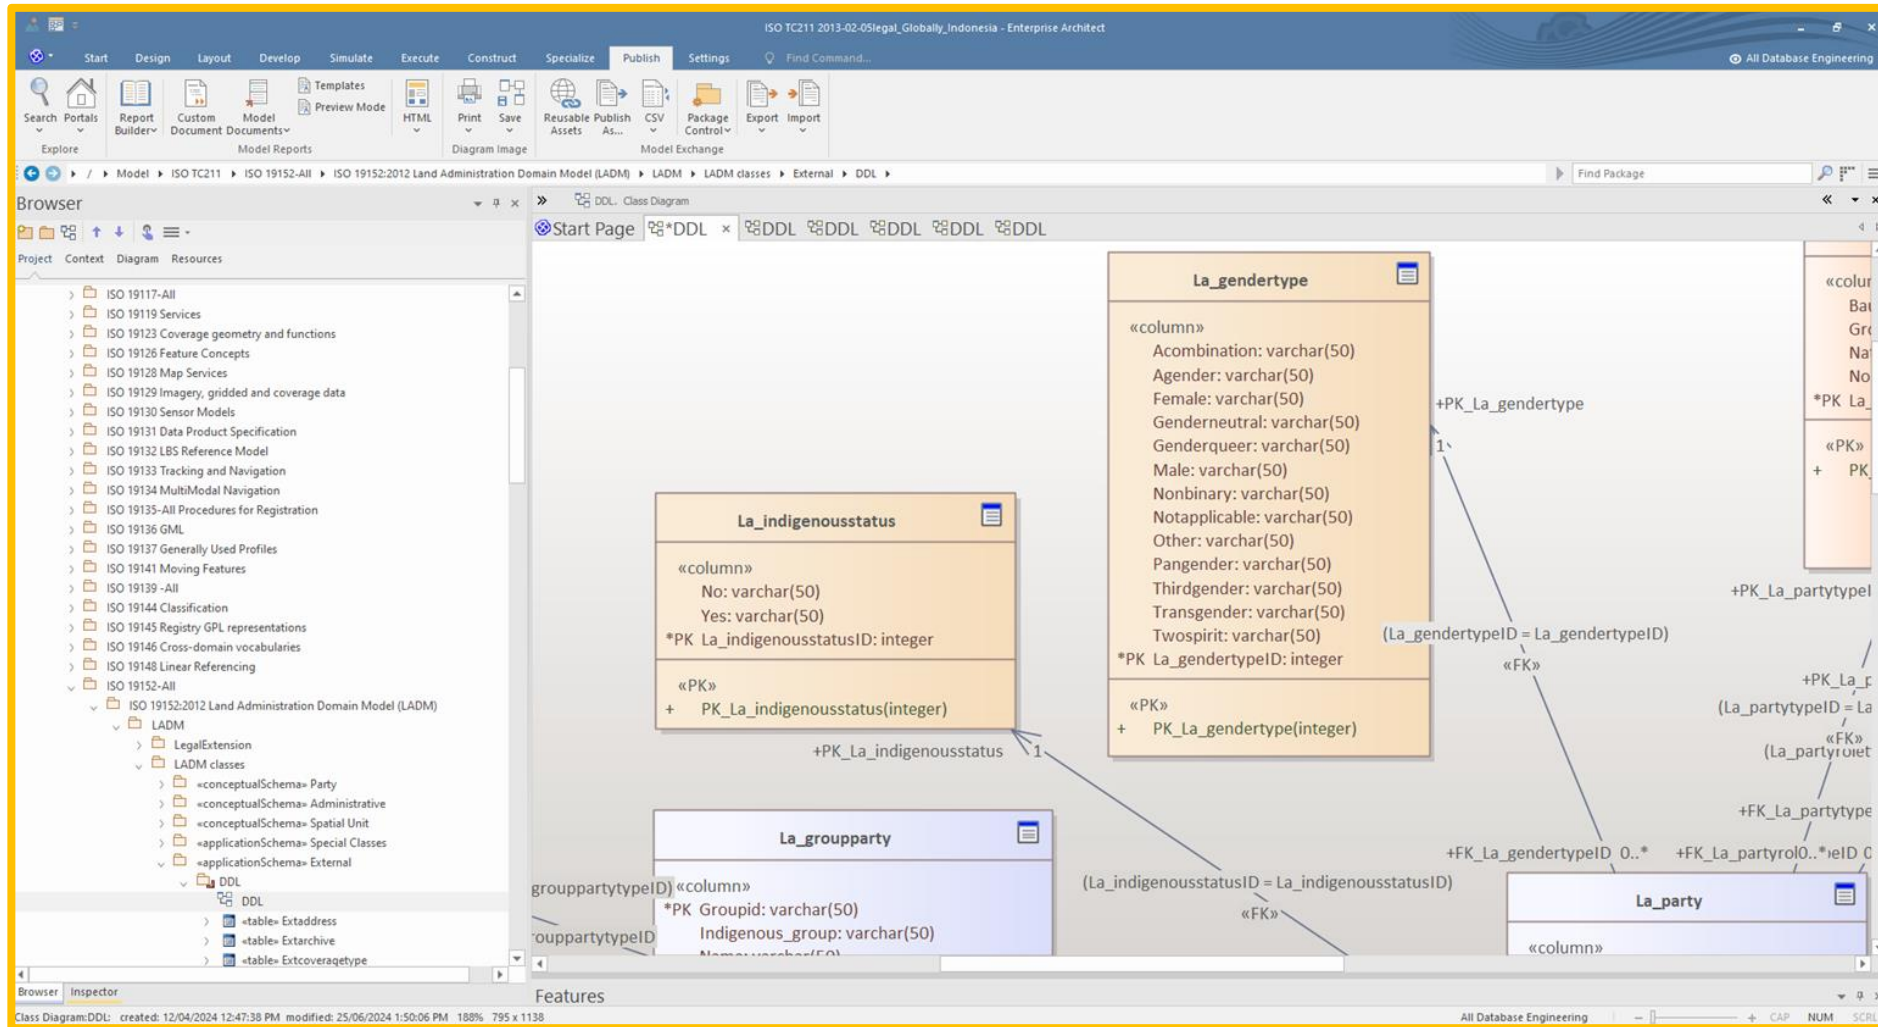 ISO TC211 2013-02-05legal_Globally_Indonesia - Enterprise Architect
Start Design Layout Develop Simulate Execute Construct Specialize Publish Settings Find Command... All Database Engineering
Search Portals Report Builder Custom Document Model Documents Templates Preview Mode HTML Print Save Reusable Assets Publish As... CSV Package Control Export Import
Explore Model Reports Diagram Image Model Exchange
/ Model ISO TC211 ISO 19152-All ISO 19152:2012 Land Administration Domain Model (LADM) LADM LADM classes External DDL Find Package
Browser
Project Context Diagram Resources
ISO 19117-All
ISO 19119 Services
ISO 19123 Coverage geometry and functions
ISO 19126 Feature Concepts
ISO 19128 Map Services
ISO 19129 Imagery, gridded and coverage data
ISO 19130 Sensor Models
ISO 19131 Data Product Specification
ISO 19132 LBS Reference Model
ISO 19133 Tracking and Navigation
ISO 19134 MultiModal Navigation
ISO 19135-All Procedures for Registration
ISO 19136 GML
ISO 19137 Generally Used Profiles
ISO 19141 Moving Features
ISO 19139 -All
ISO 19144 Classification
ISO 19145 Registry GPL representations
ISO 19146 Cross-domain vocabularies
ISO 19148 Linear Referencing
ISO 19152-All
ISO 19152:2012 Land Administration Domain Model (LADM)
LADM
LegalExtension
LADM classes
«conceptualSchema» Party
«conceptualSchema» Administrative
«conceptualSchema» Spatial Unit
«applicationSchema» Special Classes
«applicationSchema» External
DDL
DDL
«table» Extaddress
«table» Extarchive
«table» Extcoveragetype
Browser Inspector
DDL. Class Diagram
Start Page *DDL × DDL DDL DDL DDL DDL
La_gendertype
«column»
Acombination: varchar(50)
Agender: varchar(50)
Female: varchar(50)
Genderneutral: varchar(50)
Genderqueer: varchar(50)
Male: varchar(50)
Nonbinary: varchar(50)
Notapplicable: varchar(50)
Other: varchar(50)
Pangender: varchar(50)
Thirdgender: varchar(50)
Transgender: varchar(50)
Twospirit: varchar(50)
*PK La_gendertypeID: integer
«PK»
+ PK_La_gendertype(integer)
+PK_La_gendertype
1
(La_gendertypeID = La_gendertypeID)
«FK»
+FK_La_gendertypeID 0..*
La_indigenousstatus
«column»
No: varchar(50)
Yes: varchar(50)
*PK La_indigenousstatusID: integer
«PK»
+ PK_La_indigenousstatus(integer)
+PK_La_indigenousstatus 1
(La_indigenousstatusID = La_indigenousstatusID)
«FK»
La_groupparty
«column»
*PK Groupid: varchar(50)
Indigenous_group: varchar(50)
grouppartytypeID)
ouppartytypeID
«colur
Bau
Gro
Nat
No
*PK La_
«PK»
+ PK_
+PK_La_partytypeI
+PK_La_p
(La_partytypeID = La
«FK»
+FK_La_partytype
La_party
«column»
Features
Class Diagram:DDL: created: 12/04/2024 12:47:38 PM modified: 25/06/2024 1:50:06 PM 188% 795 x 1138 All Database Engineering CAP NUM SCRL